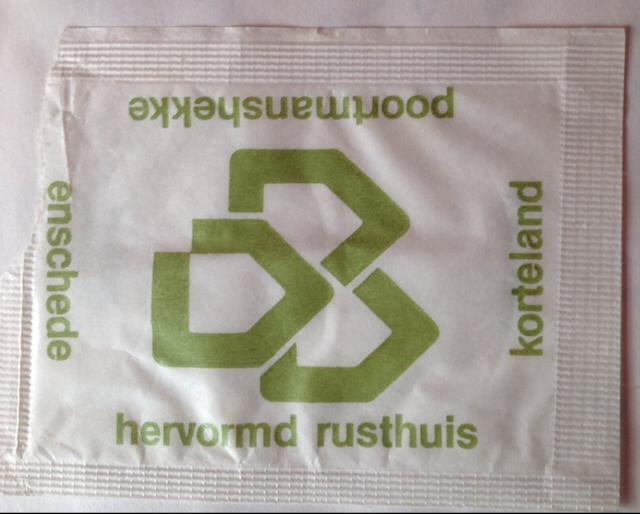 poortmanshekke
enschede
korteland
hervormd rusthuis